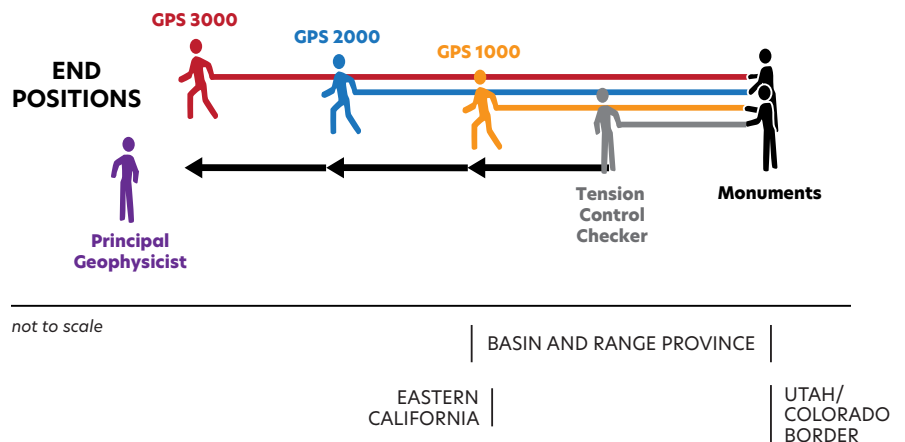 GPS 3000
GPS 2000
GPS 1000
END
POSITIONS
Tension
Control
Checker
Monuments
Principal
Geophysicist
not to scale
BASIN AND RANGE PROVINCE
EASTERN
CALIFORNIA
UTAH/
COLORADO
BORDER